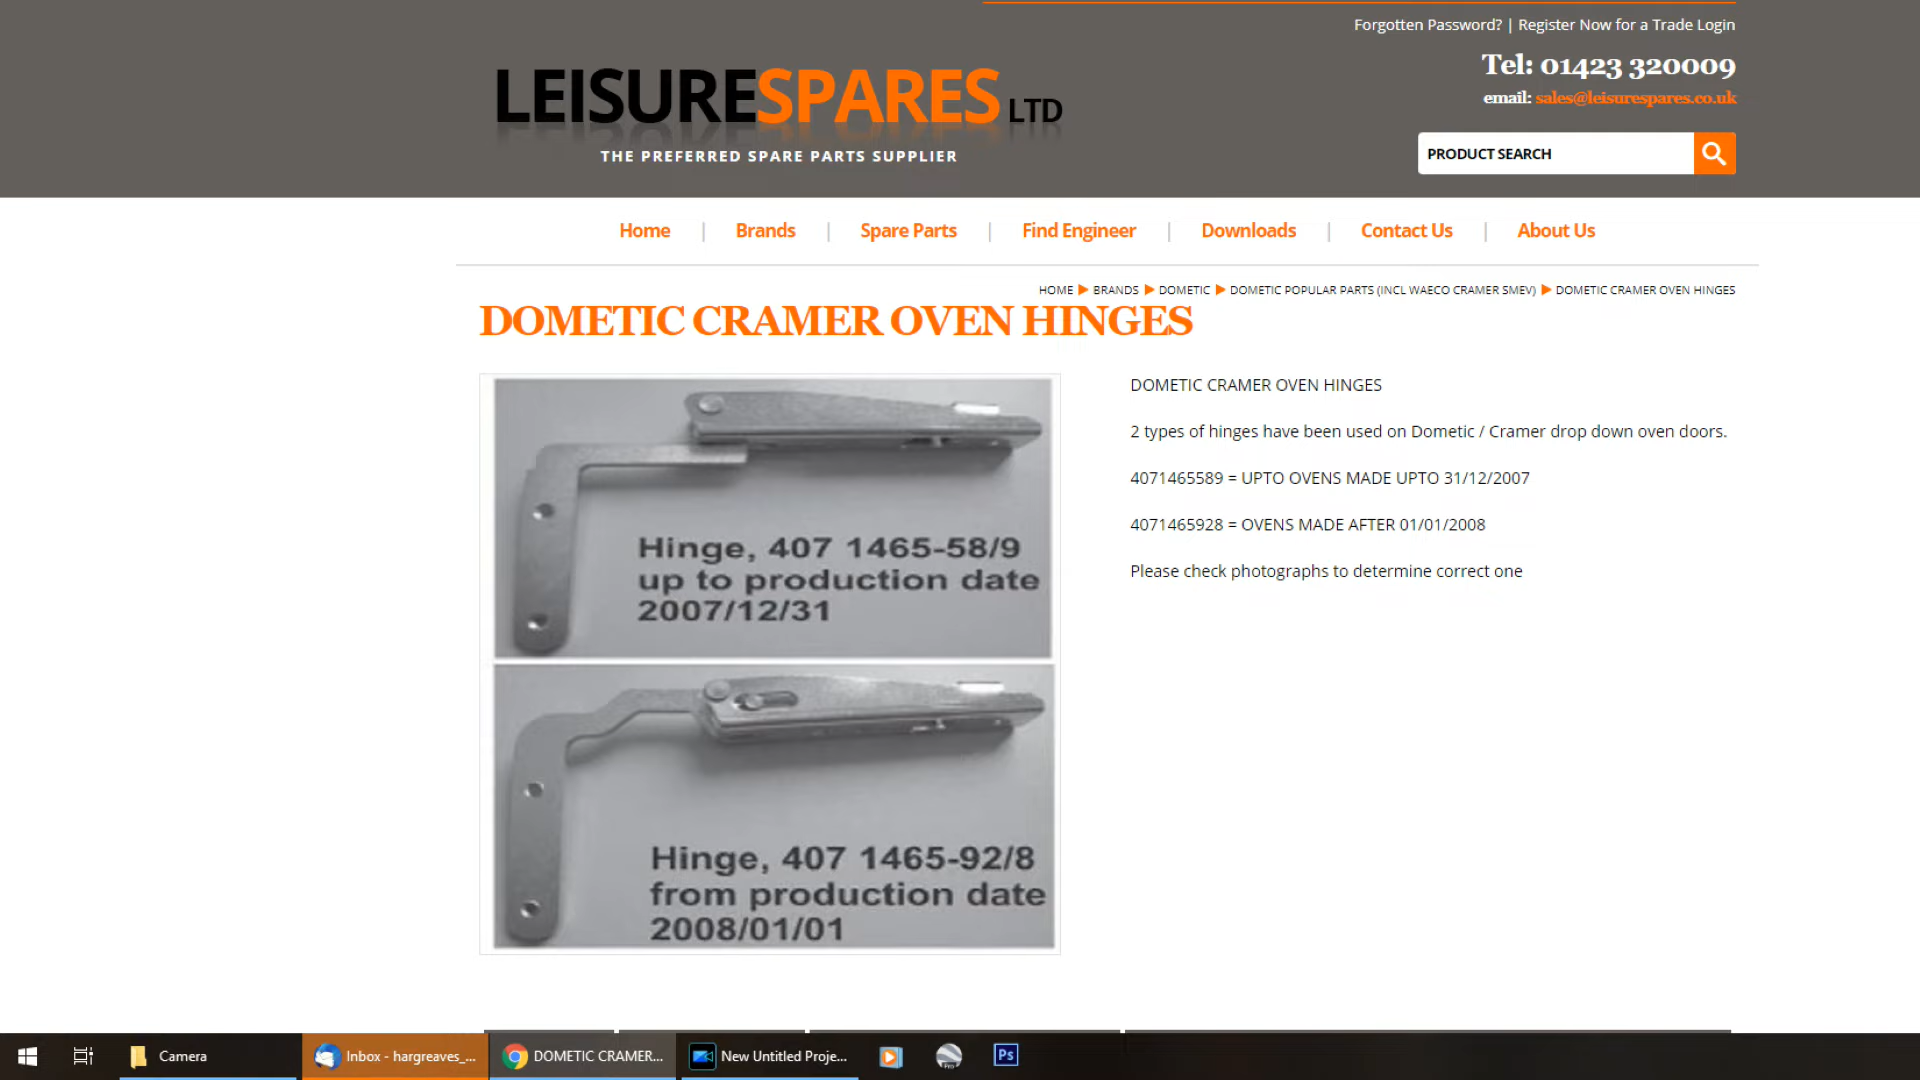 Forgotten Password? | Register Now for a Trade Login
Tel: 01423 320009
email: sales@leisurespares.co.uk
LEISURESPARES LTD
THE PREFERRED SPARE PARTS SUPPLIER
PRODUCT SEARCH
Home | Brands | Spare Parts | Find Engineer | Downloads | Contact Us | About Us
HOME BRANDS DOMETIC DOMETIC POPULAR PARTS (INCL WAECO CRAMER SMEV) DOMETIC CRAMER OVEN HINGES
DOMETIC CRAMER OVEN HINGES
Hinge, 407 1465-58/9
up to production date
2007/12/31
Hinge, 407 1465-92/8
from production date
2008/01/01
DOMETIC CRAMER OVEN HINGES
2 types of hinges have been used on Dometic / Cramer drop down oven doors.
4071465589 = UPTO OVENS MADE UPTO 31/12/2007
4071465928 = OVENS MADE AFTER 01/01/2008
Please check photographs to determine correct one
Camera
Inbox - hargreaves_...
DOMETIC CRAMER...
New Untitled Proje...
Ps